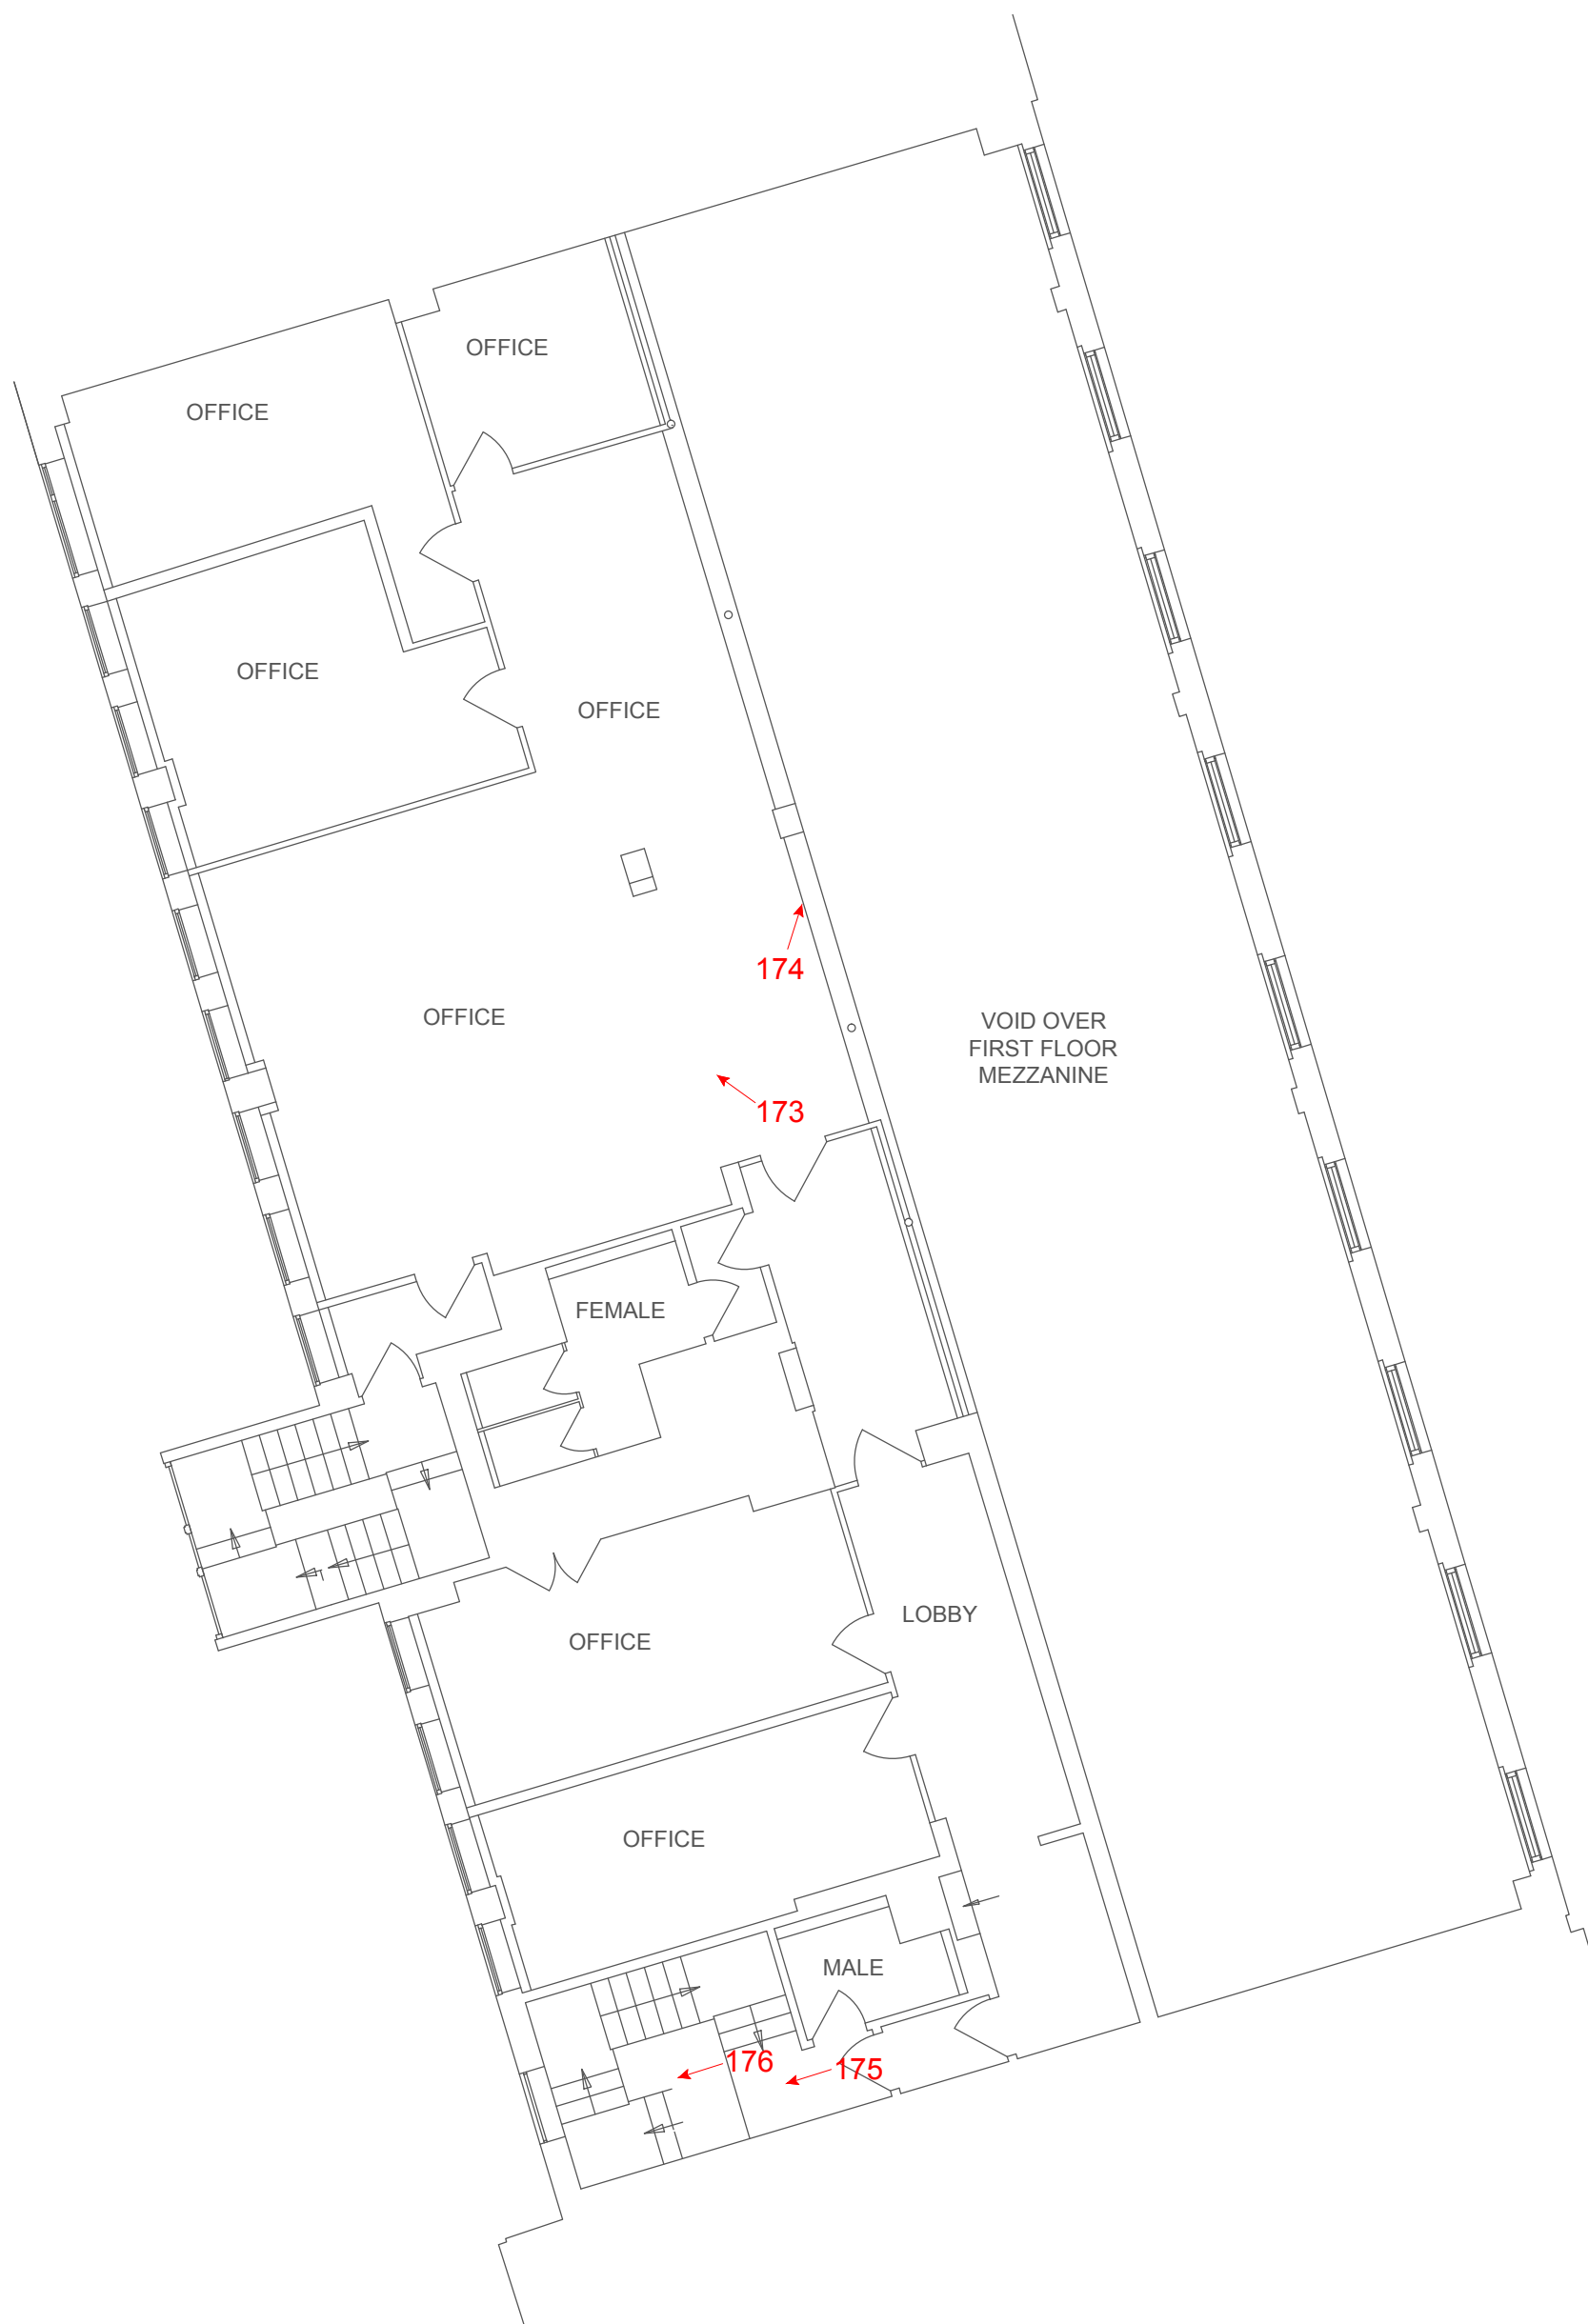 OFFICE
OFFICE
OFFICE
OFFICE
174
OFFICE
VOID OVER
FIRST FLOOR
MEZZANINE
173
FEMALE
LOBBY
OFFICE
OFFICE
MALE
176
175